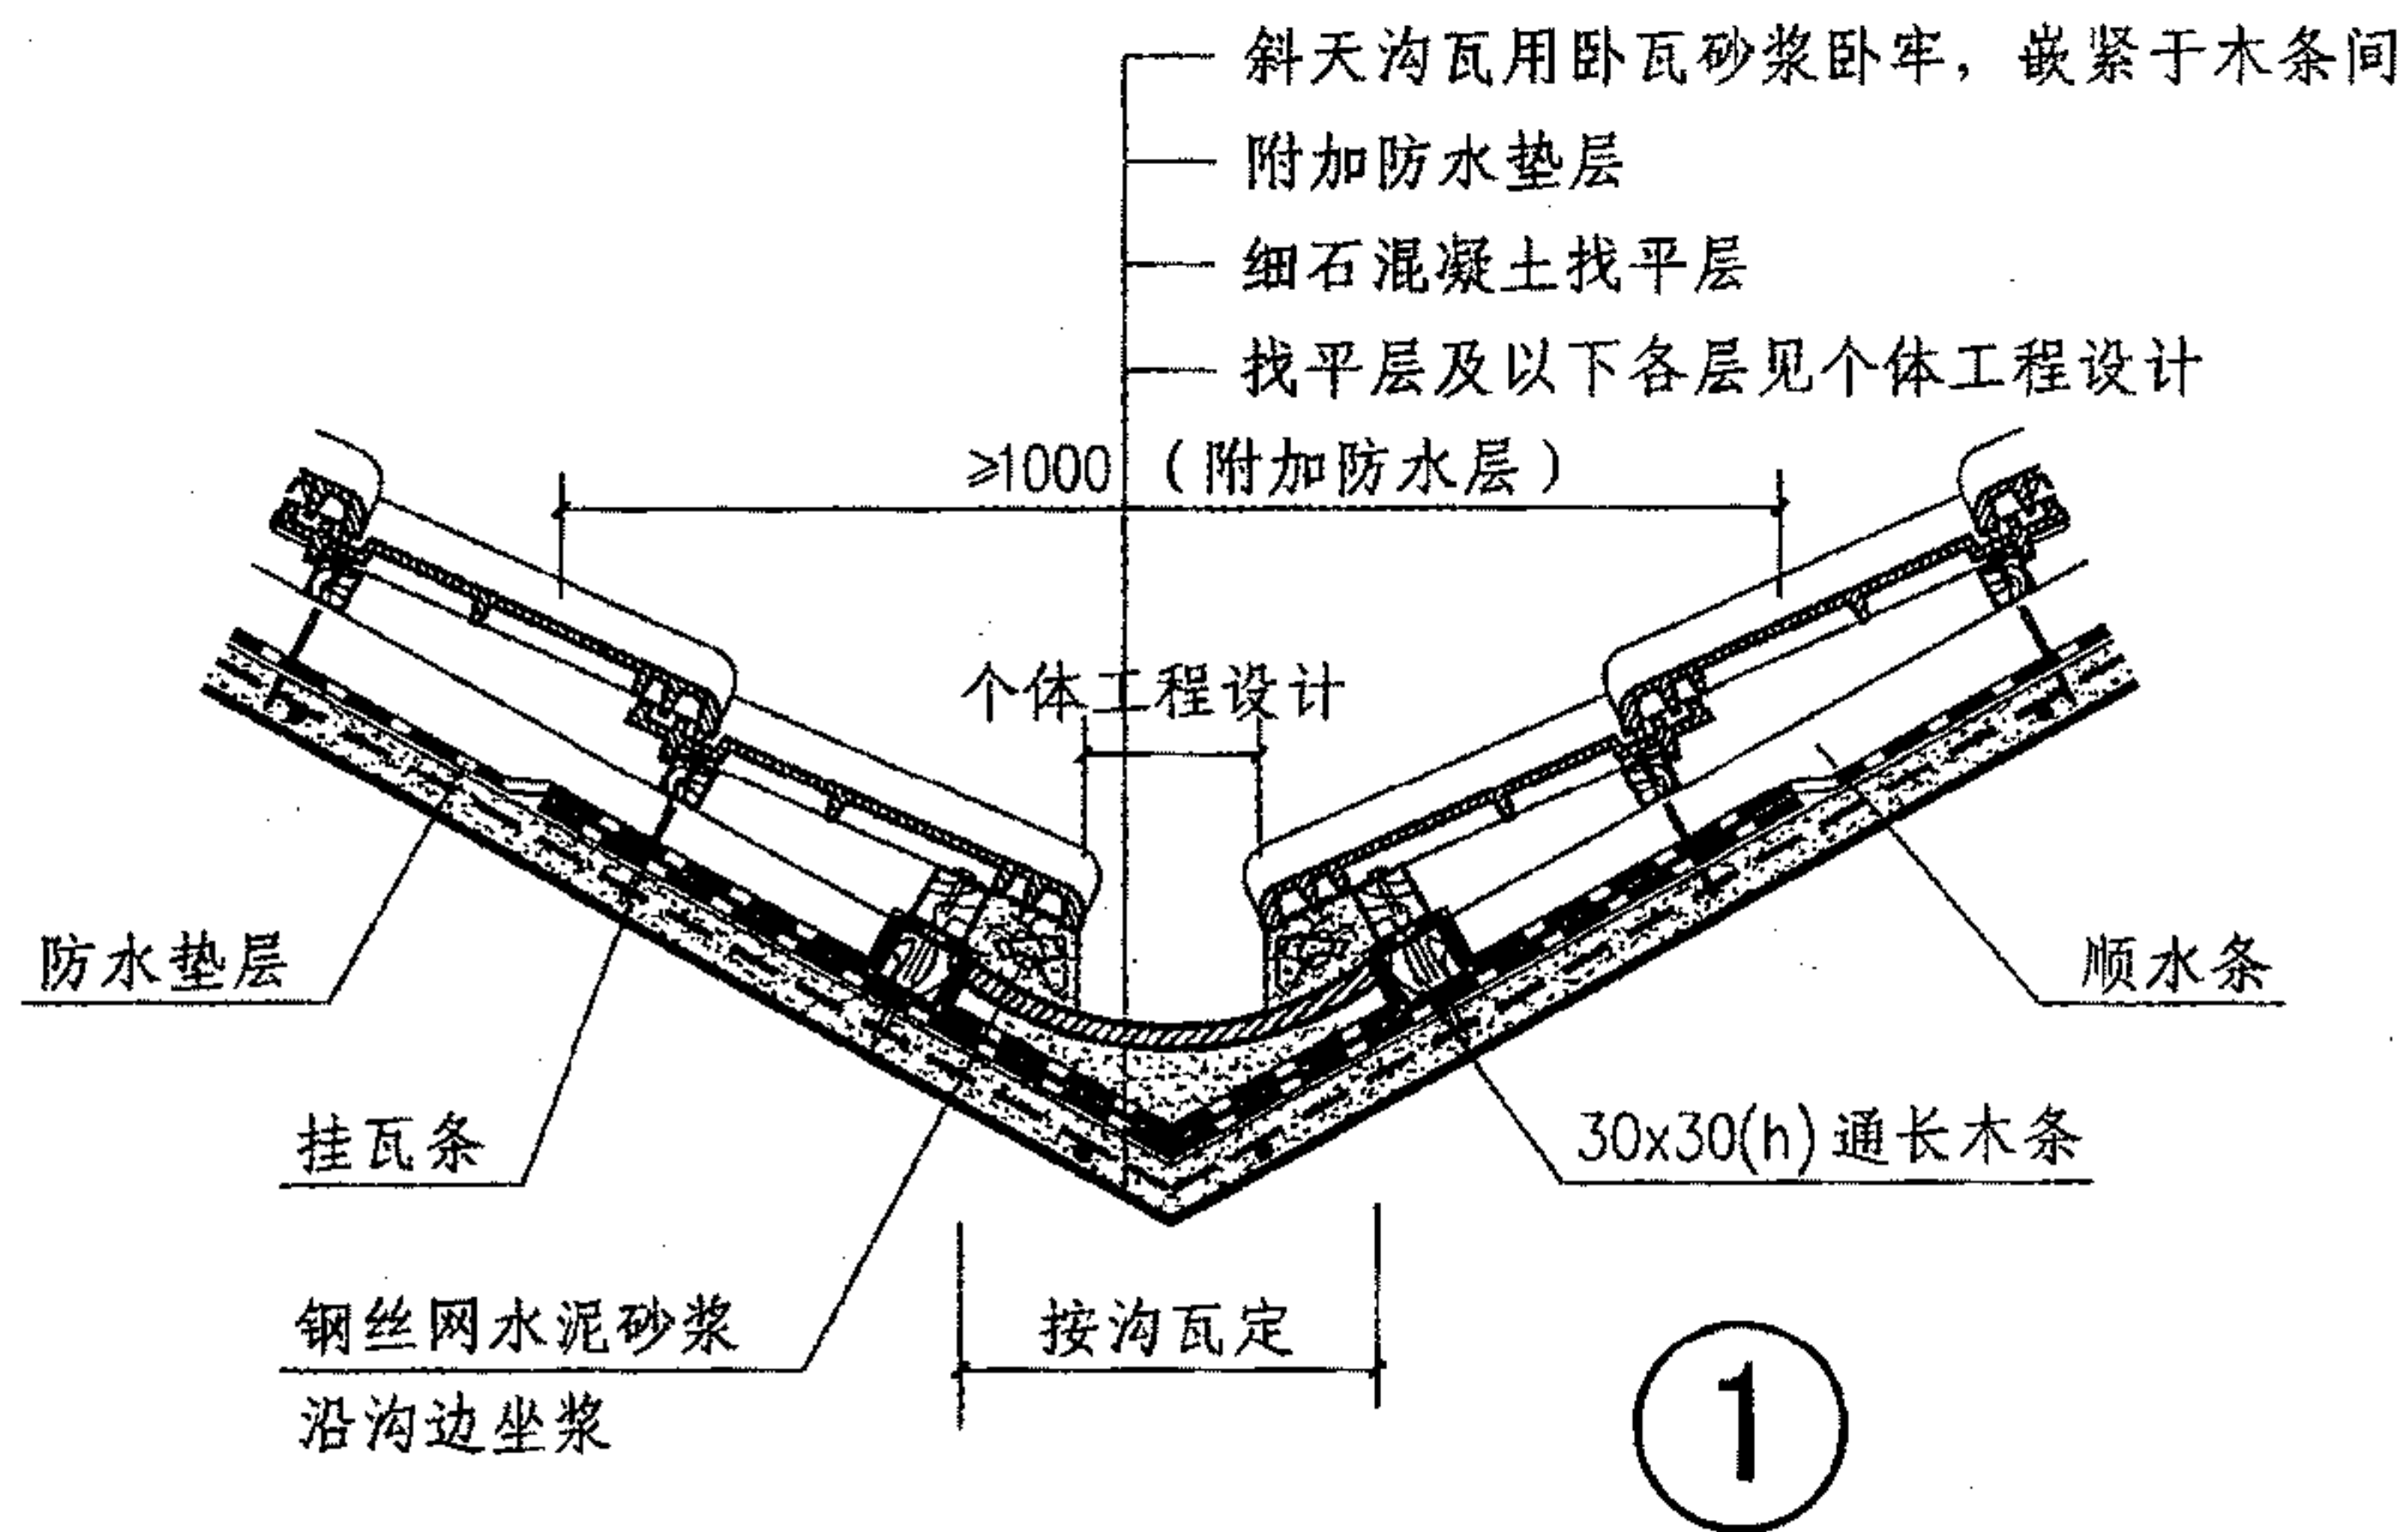 斜天沟瓦用卧瓦砂浆卧牢，嵌紧于木条间
附加防水垫层
细石混凝土找平层
找平层及以下各层见个体工程设计
≥1000（附加防水层）
个体工程设计
防水垫层
顺水条
挂瓦条
30x30(h)通长木条
钢丝网水泥砂浆
沿沟边坐浆
按沟瓦定
1